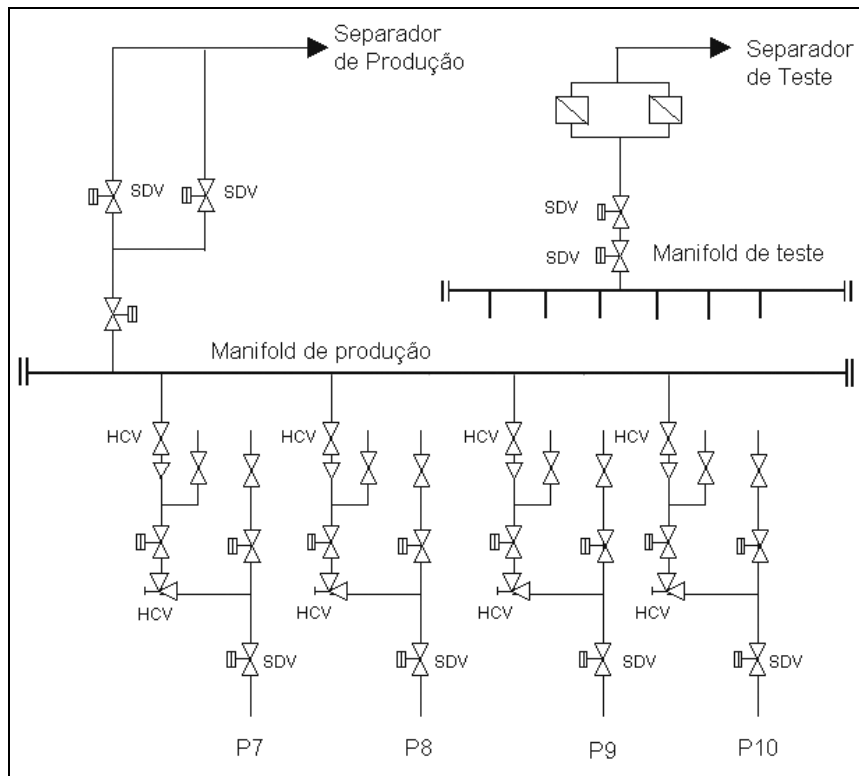 Separador
de Produção
Separador
de Teste
SDV
SDV
SDV
SDV
Manifold de teste
Manifold de produção
HCV
HCV
HCV
HCV
HCV
HCV
HCV
HCV
SDV
SDV
SDV
SDV
P7
P8
P9
P10